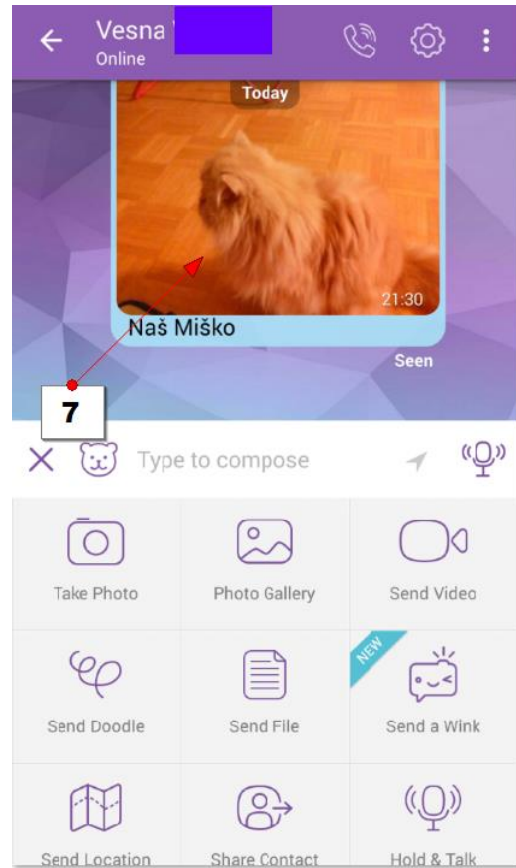 Vesna
Online
Today
21:30
Naš Miško
Seen
7
Type to compose
Take Photo
Photo Gallery
Send Video
Send Doodle
Send File
NEW
Send a Wink
Send Location
Share Contact
Hold & Talk